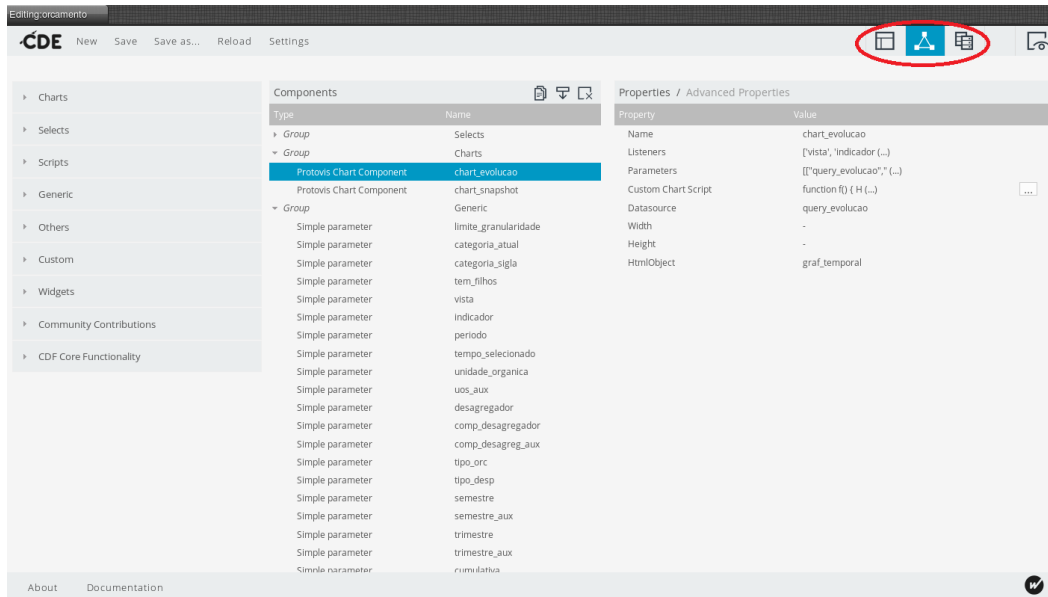 Editing:orcamento
CDE New Save Save as... Reload Settings
Charts
Selects
Scripts
Generic
Others
Custom
Widgets
Community Contributions
CDF Core Functionality
Components
Type Name
Group Selects
Group Charts
Protovis Chart Component chart_evolucao
Protovis Chart Component chart_snapshot
Group Generic
Simple parameter limite_granularidade
Simple parameter categoria_atual
Simple parameter categoria_sigla
Simple parameter tem_filhos
Simple parameter vista
Simple parameter indicador
Simple parameter periodo
Simple parameter tempo_selecionado
Simple parameter unidade_organica
Simple parameter uos_aux
Simple parameter desagregador
Simple parameter comp_desagregador
Simple parameter comp_desagreg_aux
Simple parameter tipo_orc
Simple parameter tipo_desp
Simple parameter semestre
Simple parameter semestre_aux
Simple parameter trimestre
Simple parameter trimestre_aux
Simple parameter cumulativa
Properties / Advanced Properties
Property Value
Name chart_evolucao
Listeners ['vista', 'indicador (...)
Parameters [["query_evolucao"," (...)
Custom Chart Script function f() { H (...) ...
Datasource query_evolucao
Width -
Height -
HtmlObject graf_temporal
About Documentation